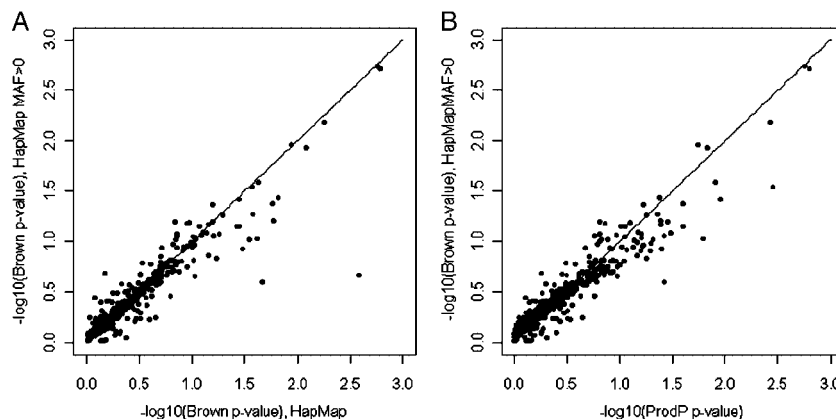 A
-log10(Brown p-value), HapMap MAF>0
3.0
2.5
2.0
1.5
1.0
0.5
0.0
0.0 0.5 1.0 1.5 2.0 2.5 3.0
-log10(Brown p-value), HapMap
B
-log10(Brown p-value), HapMapMAF>0
3.0
2.5
2.0
1.5
1.0
0.5
0.0
0.0 0.5 1.0 1.5 2.0 2.5 3.0
-log10(ProdP p-value)